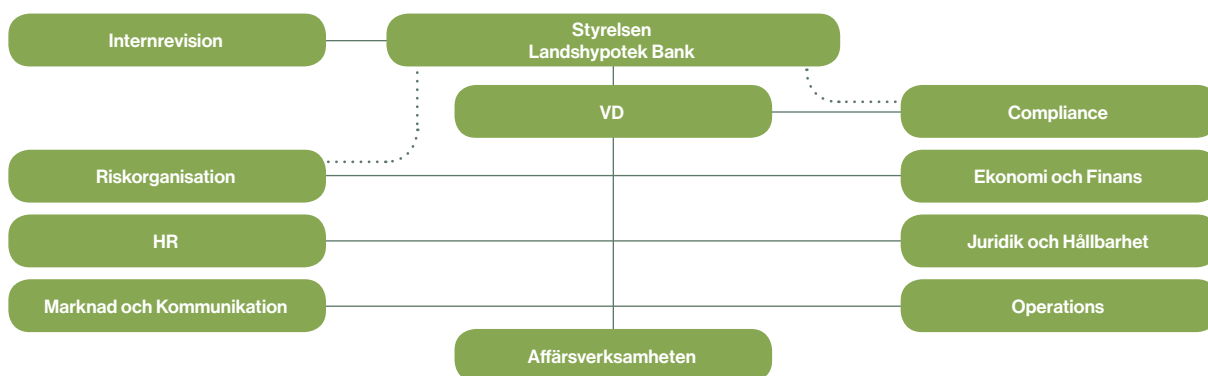 Internrevision
Styrelsen
Landshypotek Bank
VD
Compliance
Riskorganisation
Ekonomi och Finans
HR
Juridik och Hållbarhet
Marknad och Kommunikation
Operations
Affärsverksamheten